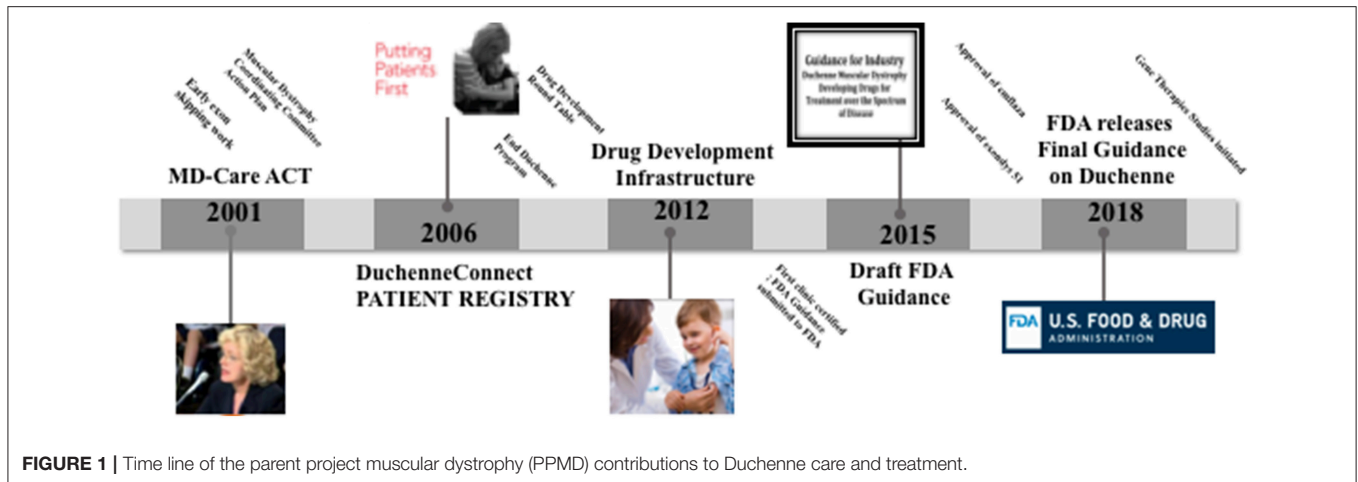 Early exon
skipping work
Muscular Dystrophy
Coordinating Committee
Action Plan
MD-Care ACT
2001
Putting
Patients
First
2006
DuchenneConnect
PATIENT REGISTRY
End Duchenne
Program
Drug Development
Round Table
Drug Development
Infrastructure
2012
First clinic certified
; FDA Guidance
submitted to FDA
Guidance for Industry
Duchenne Muscular Dystrophy
Developing Drugs for
Treatment over the Spectrum
of Disease
2015
Draft FDA
Guidance
Approval of emflaza
Approval of exondys 51
FDA releases
Final Guidance
on Duchenne
2018
FDA U.S. FOOD & DRUG
ADMINISTRATION
Gene Therapies Studies initiated
FIGURE 1 | Time line of the parent project muscular dystrophy (PPMD) contributions to Duchenne care and treatment.